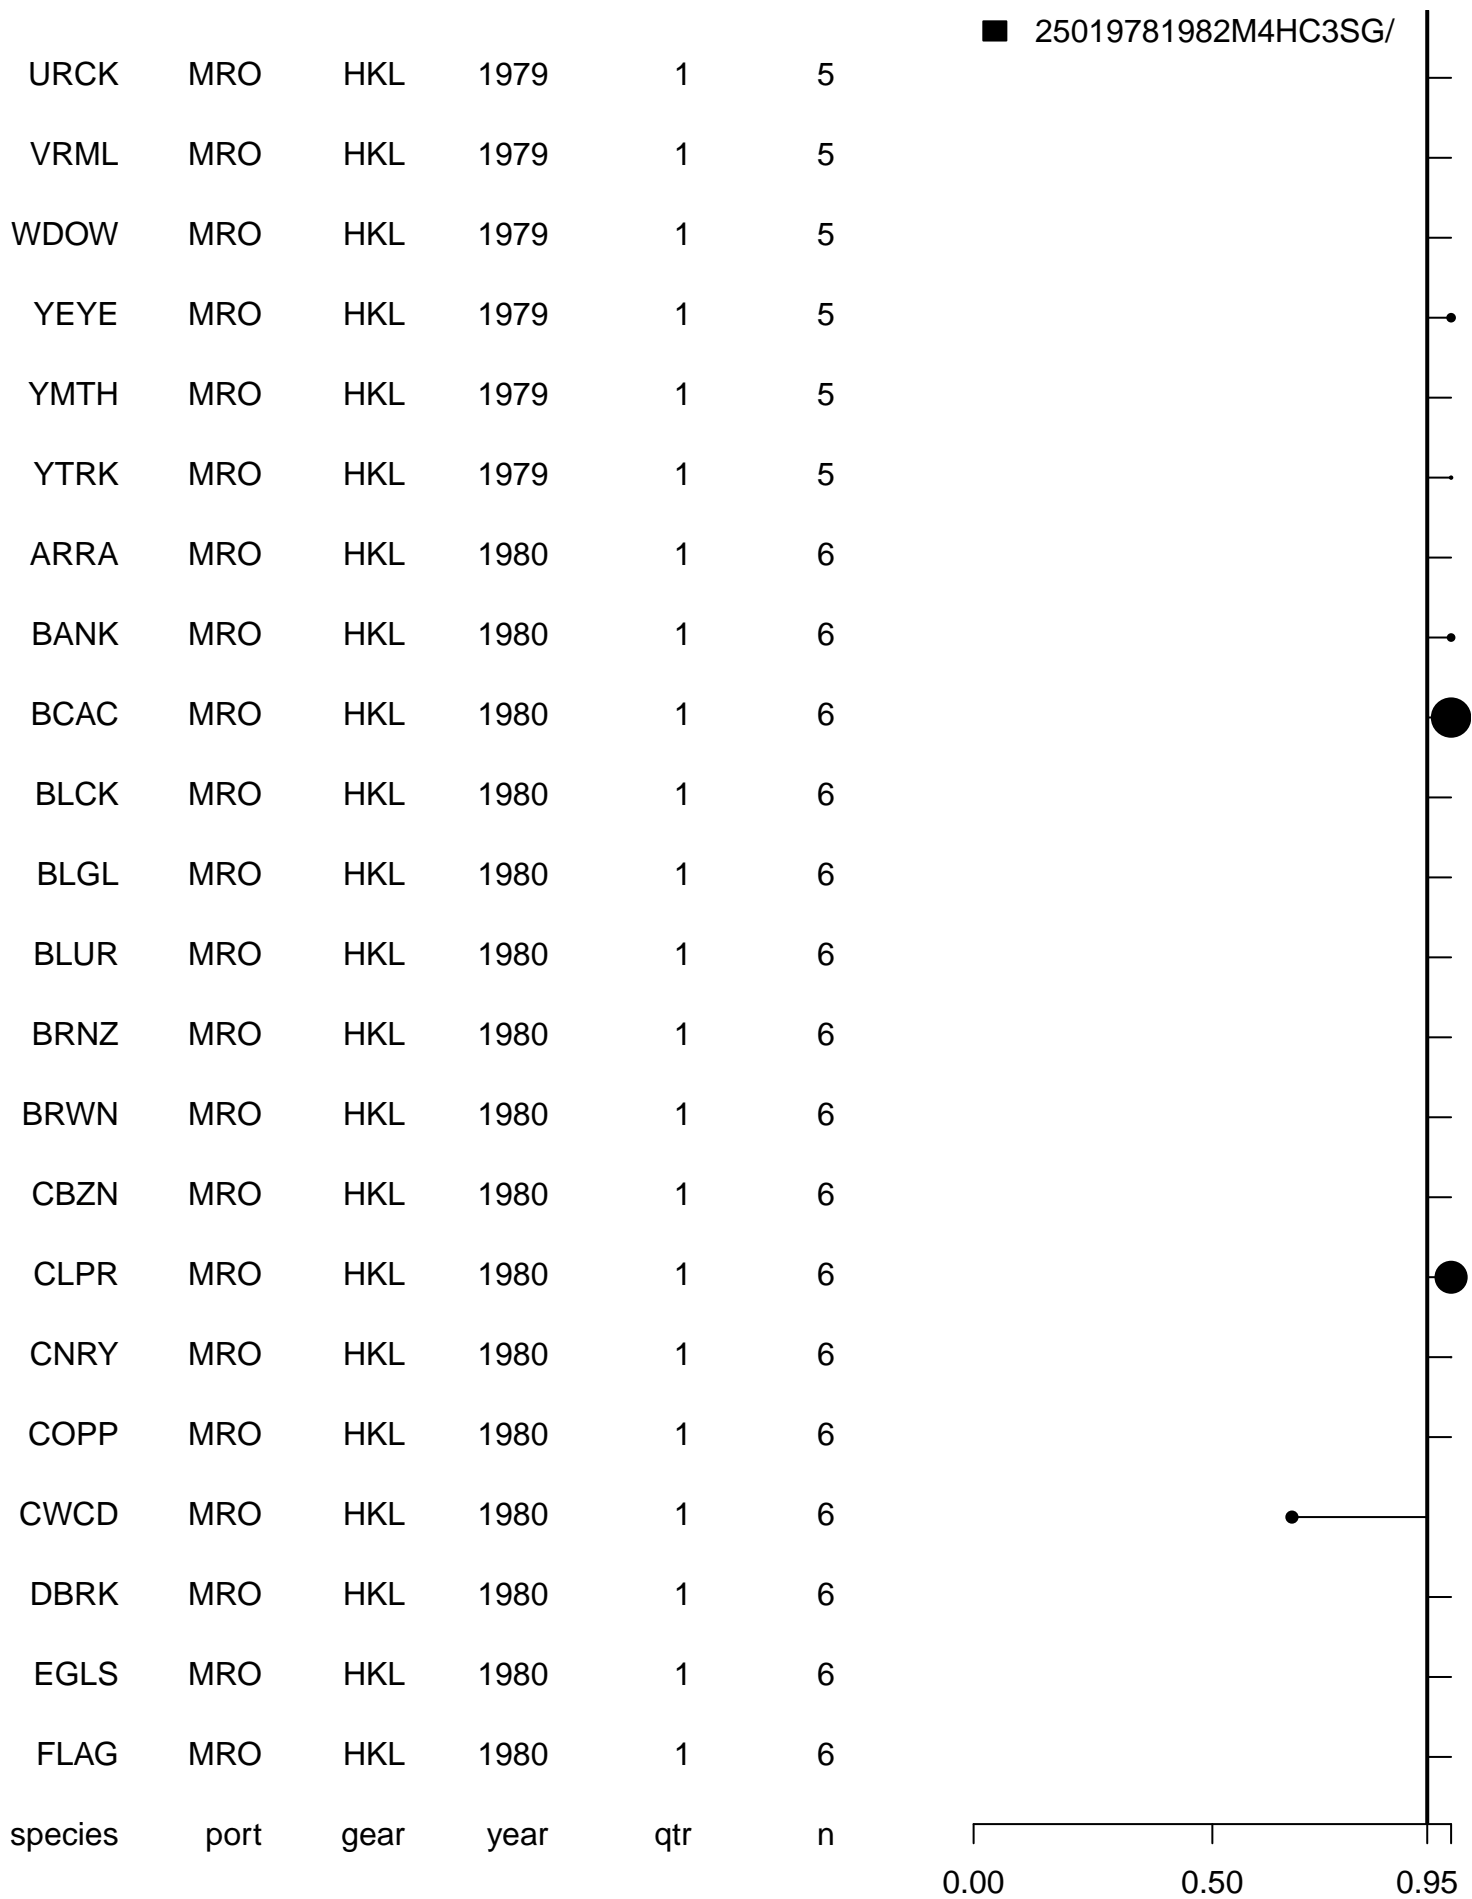 25019781982M4HC3SG/
URCK MRO HKL 1979 1 5
VRML MRO HKL 1979 1 5
WDOW MRO HKL 1979 1 5
YEYE MRO HKL 1979 1 5
YMTH MRO HKL 1979 1 5
YTRK MRO HKL 1979 1 5
ARRA MRO HKL 1980 1 6
BANK MRO HKL 1980 1 6
BCAC MRO HKL 1980 1 6
BLCK MRO HKL 1980 1 6
BLGL MRO HKL 1980 1 6
BLUR MRO HKL 1980 1 6
BRNZ MRO HKL 1980 1 6
BRWN MRO HKL 1980 1 6
CBZN MRO HKL 1980 1 6
CLPR MRO HKL 1980 1 6
CNRY MRO HKL 1980 1 6
COPP MRO HKL 1980 1 6
CWCD MRO HKL 1980 1 6
DBRK MRO HKL 1980 1 6
EGLS MRO HKL 1980 1 6
FLAG MRO HKL 1980 1 6
species port gear year qtr n
0.00 0.50 0.95